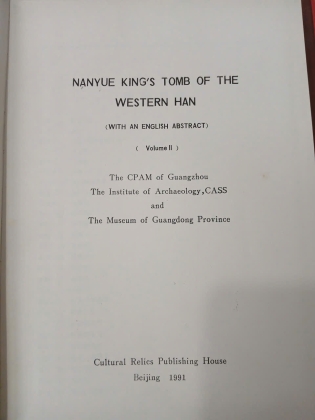 NANYUE KING'S TOMB OF THE
WESTERN HAN
(WITH AN ENGLISH ABSTRACT)
( Volume II )
The CPAM of Guangzhou
The Institute of Archaeology,CASS
and
The Museum of Guangdong Province
Cultural Relics Publishing House
Beijing 1991